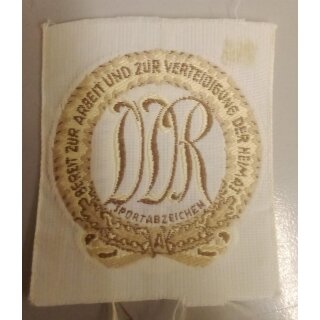 BEREIT ZUR ARBEIT UND ZUR VERTEIDIGUNG DER HEIMAT
DDR
SPORTABZEICHEN